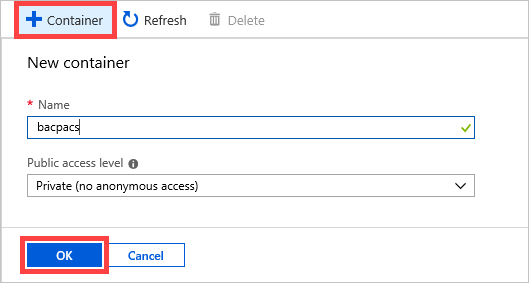 + Container Refresh Delete
New container
* Name
bacpacs
Public access level
Private (no anonymous access)
OK Cancel